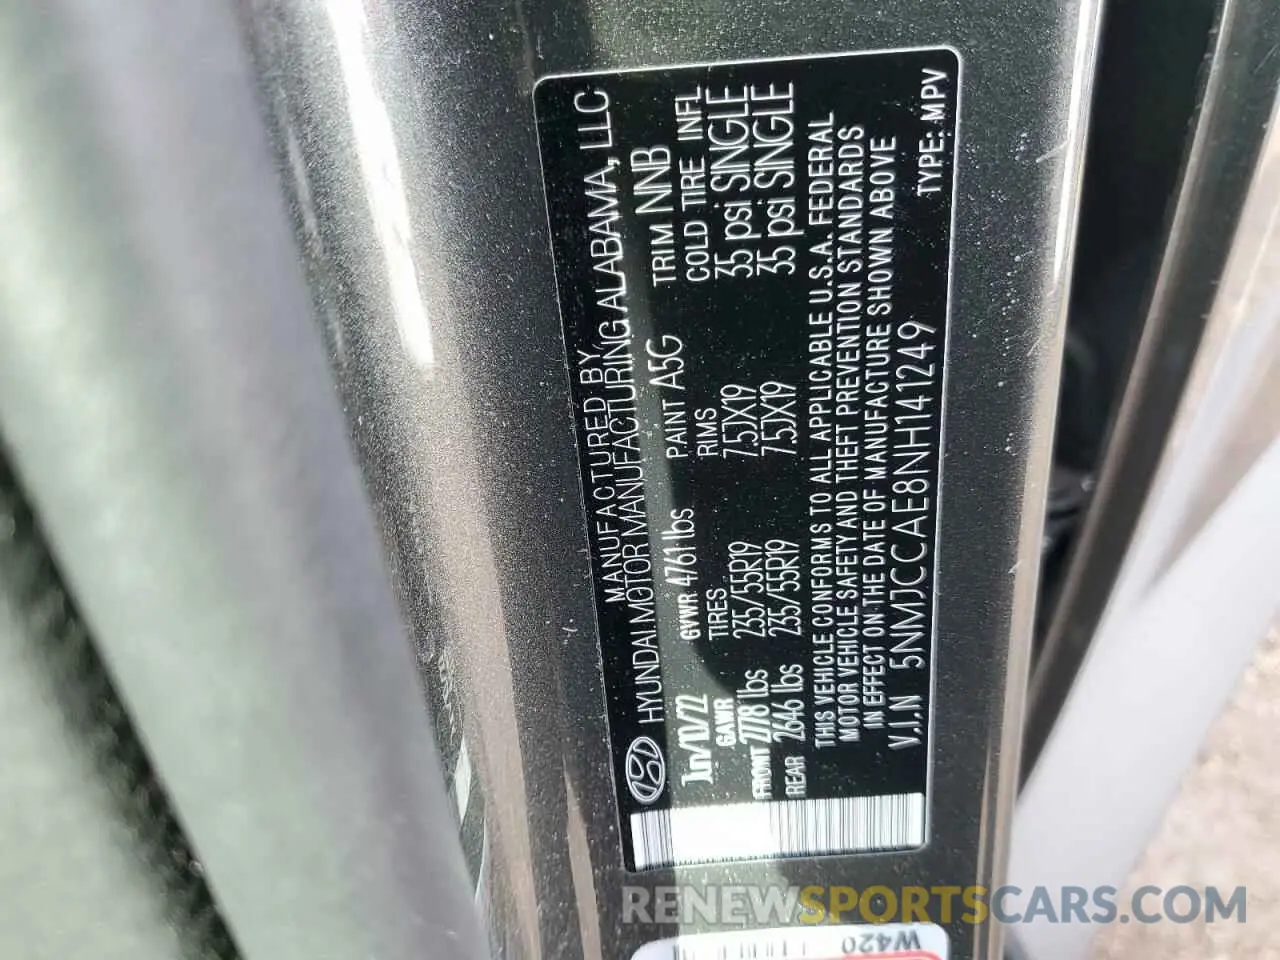 MANUFACTURED BY
HYUNDAI MOTOR MANUFACTURING ALABAMA, LLC
Jun/10/22 GVWR 4761 lbs PAINT A5G TRIM NNB
GAWR TIRES RIMS COLD TIRE INFL
FRONT 2778 lbs 235/55R19 7.5JX19 35 psi SINGLE
REAR 2646 lbs 235/55R19 7.5JX19 35 psi SINGLE
THIS VEHICLE CONFORMS TO ALL APPLICABLE U.S.A. FEDERAL
MOTOR VEHICLE SAFETY AND THEFT PREVENTION STANDARDS
IN EFFECT ON THE DATE OF MANUFACTURE SHOWN ABOVE
V.I.N 5NMJCCAE8NH141249 TYPE: MPV
W420
RENEWSPORTSCARS.COM